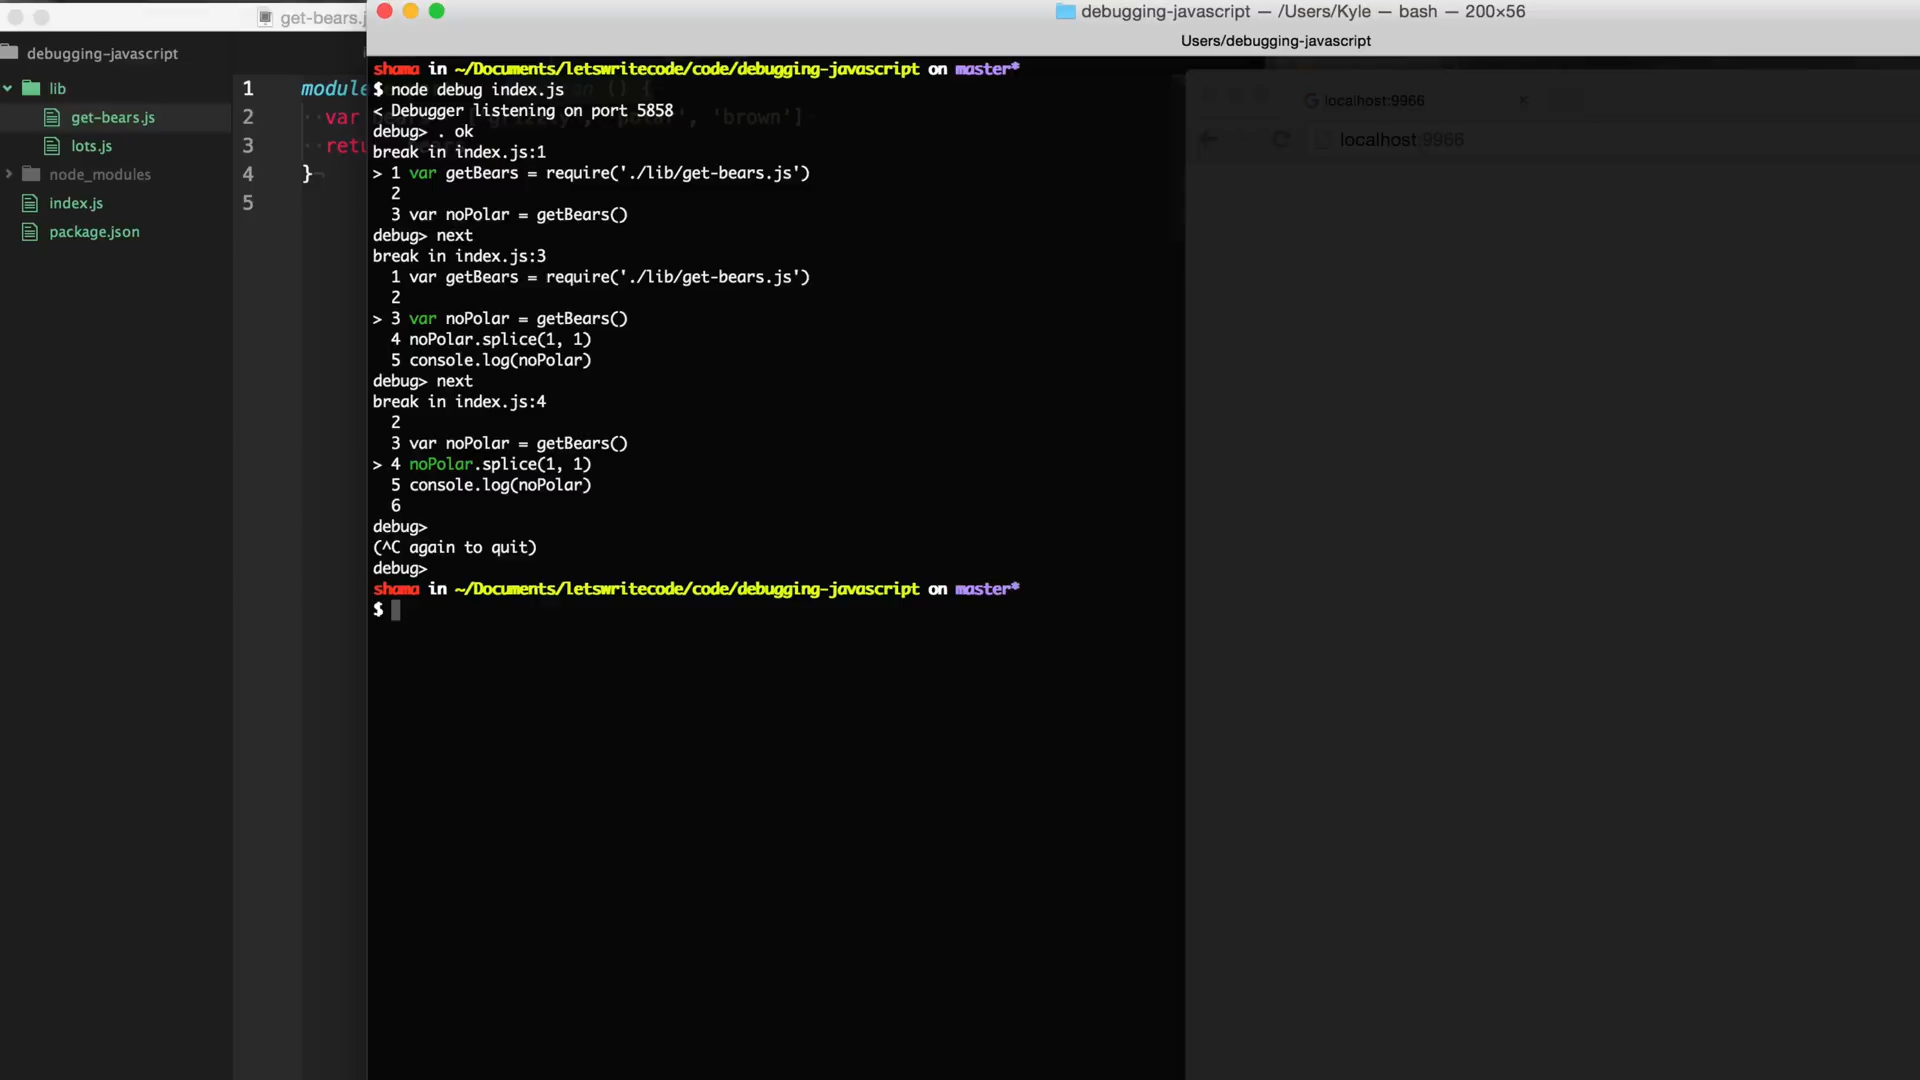 get-bears.j
debugging-javascript — /Users/Kyle — bash — 200×56
Users/debugging-javascript
debugging-javascript
lib
get-bears.js
lots.js
node_modules
index.js
package.json
1 module () {
2 var 'brown']
3 retu
4 }
5
shama in ~/Documents/letswritecode/code/debugging-javascript on master*
$ node debug index.js
< Debugger listening on port 5858
debug> . ok
break in index.js:1
> 1 var getBears = require('./lib/get-bears.js')
2
3 var noPolar = getBears()
debug> next
break in index.js:3
1 var getBears = require('./lib/get-bears.js')
2
> 3 var noPolar = getBears()
4 noPolar.splice(1, 1)
5 console.log(noPolar)
debug> next
break in index.js:4
2
3 var noPolar = getBears()
> 4 noPolar.splice(1, 1)
5 console.log(noPolar)
6
debug>
(^C again to quit)
debug>
shama in ~/Documents/letswritecode/code/debugging-javascript on master*
$
localhost:9966
localhost:9966